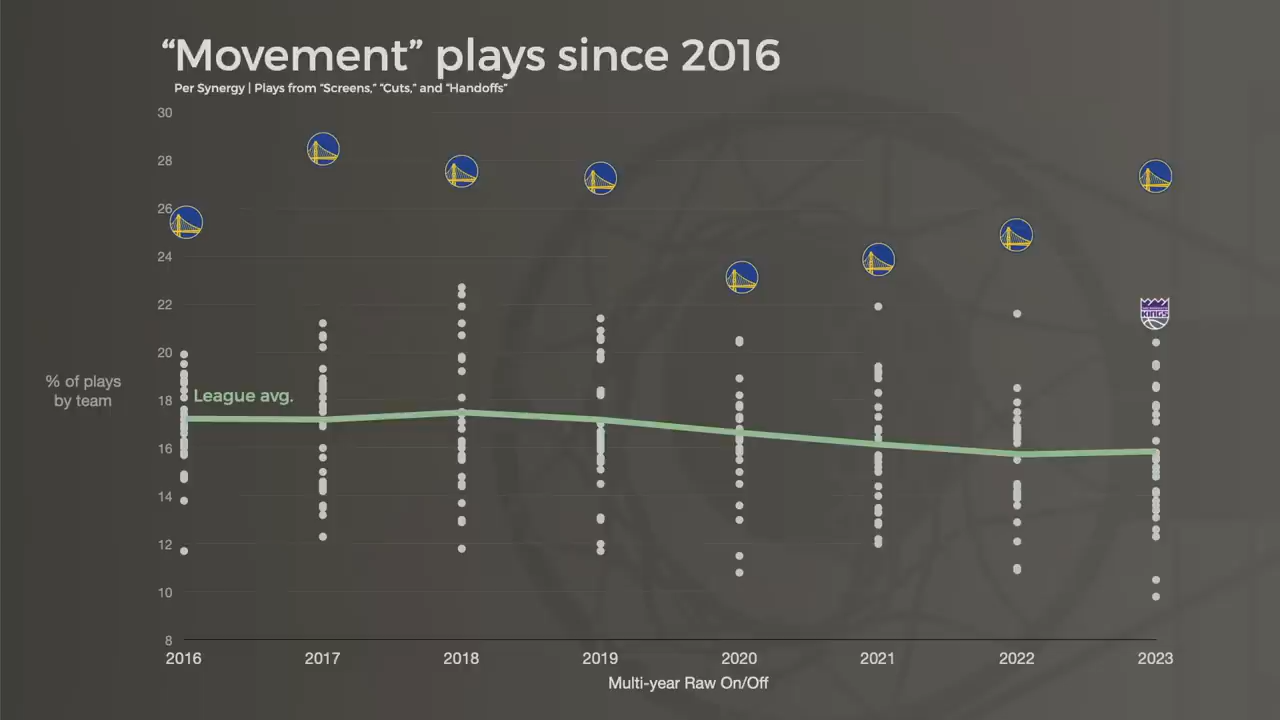 “Movement” plays since 2016
Per Synergy | Plays from “Screens,” “Cuts,” and “Handoffs”
30
28
26
24
22
20
18
16
14
12
10
8
% of plays
by team
League avg.
KINGS
2016 2017 2018 2019 2020 2021 2022 2023
Multi-year Raw On/Off